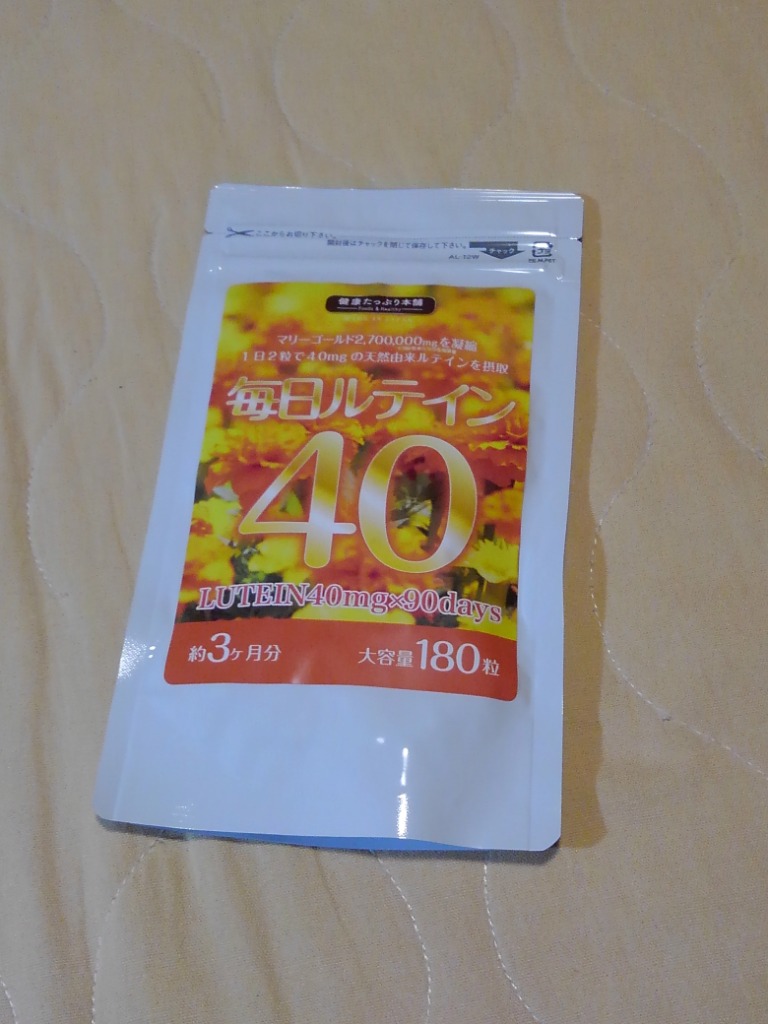 ここからお切り下さい。
開封後はチャックを閉じて保存して下さい。
チャック
AL-12W
健康たっぷり本舗
Foods & Healthy
マリーゴールド2,700,000mgを凝縮
1日2粒で40mgの天然由来ルテインを摂取
毎日ルテイン
40
LUTEIN40mg×90days
約3ヶ月分
大容量180粒